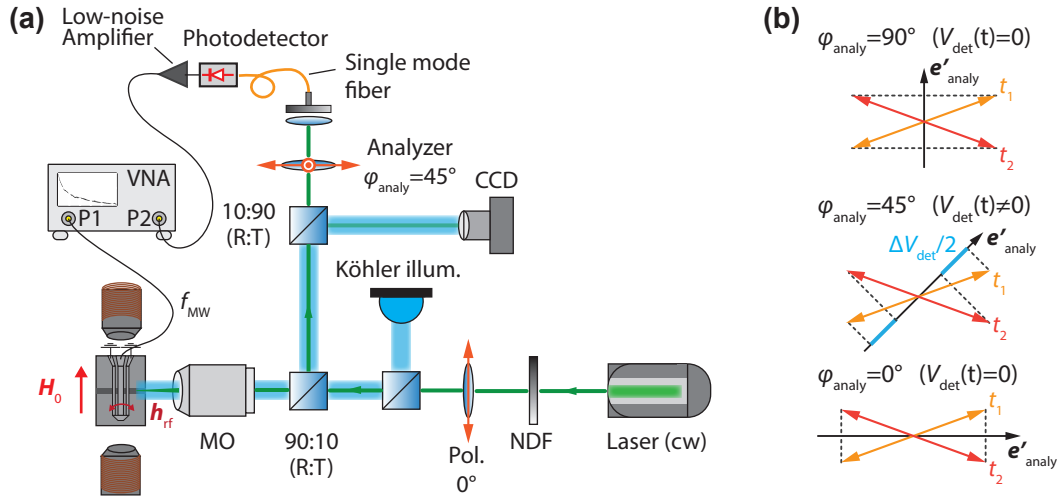 (a)
Low-noise
Amplifier
Photodetector
Single mode
fiber
Analyzer
φanaly=45°
VNA
P1
P2
10:90
(R:T)
CCD
Köhler illum.
fMW
H0
hrf
MO
90:10
(R:T)
Pol.
0°
NDF
Laser (cw)
(b)
φanaly=90° (Vdet(t)=0)
e′analy
t1
t2
φanaly=45° (Vdet(t)≠0)
ΔVdet/2
e′analy
t1
t2
φanaly=0° (Vdet(t)=0)
t1
e′analy
t2